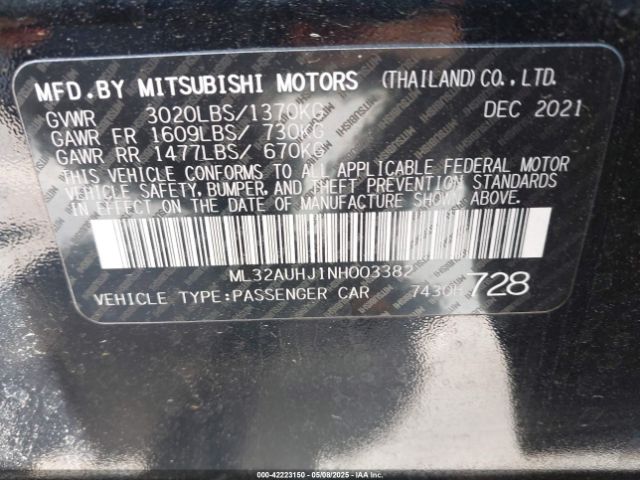 MFD.BY MITSUBISHI MOTORS (THAILAND)CO.,LTD.
GVWR 3020LBS/1370KG DEC 2021
GAWR FR 1609LBS/ 730KG
GAWR RR 1477LBS/ 670KG
THIS VEHICLE CONFORMS TO ALL APPLICABLE FEDERAL MOTOR
VEHICLE SAFETY, BUMPER, AND THEFT PREVENTION STANDARDS
IN EFFECT ON THE DATE OF MANUFACTURE SHOWN ABOVE.
ML32AUHJ1NH003382
VEHICLE TYPE:PASSENGER CAR 728
000-42223150 - 05/08/2025 - IAA Inc.